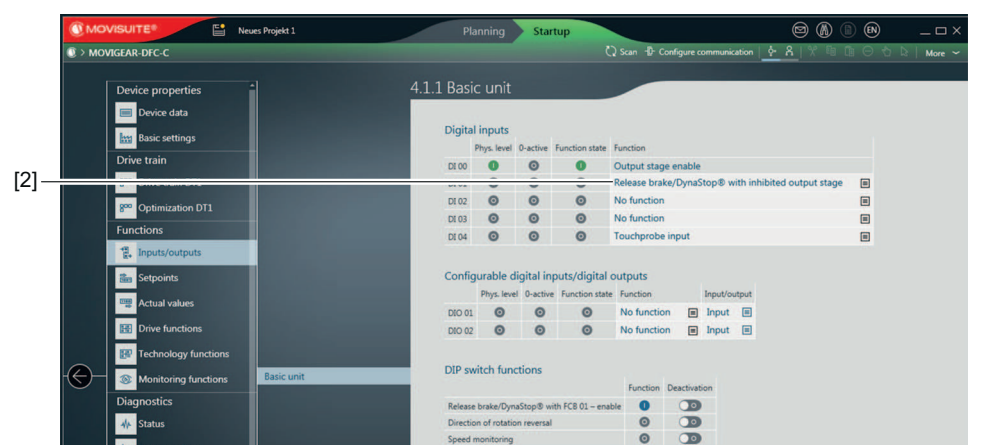 MOVISUITE® Neues Projekt 1 Planning Startup EN
> MOVIGEAR-DFC-C Scan Configure communication More
Device properties
Device data
Basic settings
Drive train
Optimization DT1
Functions
Inputs/outputs
Setpoints
Actual values
Drive functions
Technology functions
Monitoring functions
Diagnostics
Status
Basic unit
[2]
4.1.1 Basic unit
Digital inputs
Phys. level 0-active Function state Function
DI 00 Output stage enable
Release brake/DynaStop® with inhibited output stage
DI 02 No function
DI 03 No function
DI 04 Touchprobe input
Configurable digital inputs/digital outputs
Phys. level 0-active Function state Function Input/output
DIO 01 No function Input
DIO 02 No function Input
DIP switch functions
Function Deactivation
Release brake/DynaStop® with FCB 01 – enable
Direction of rotation reversal
Speed monitoring